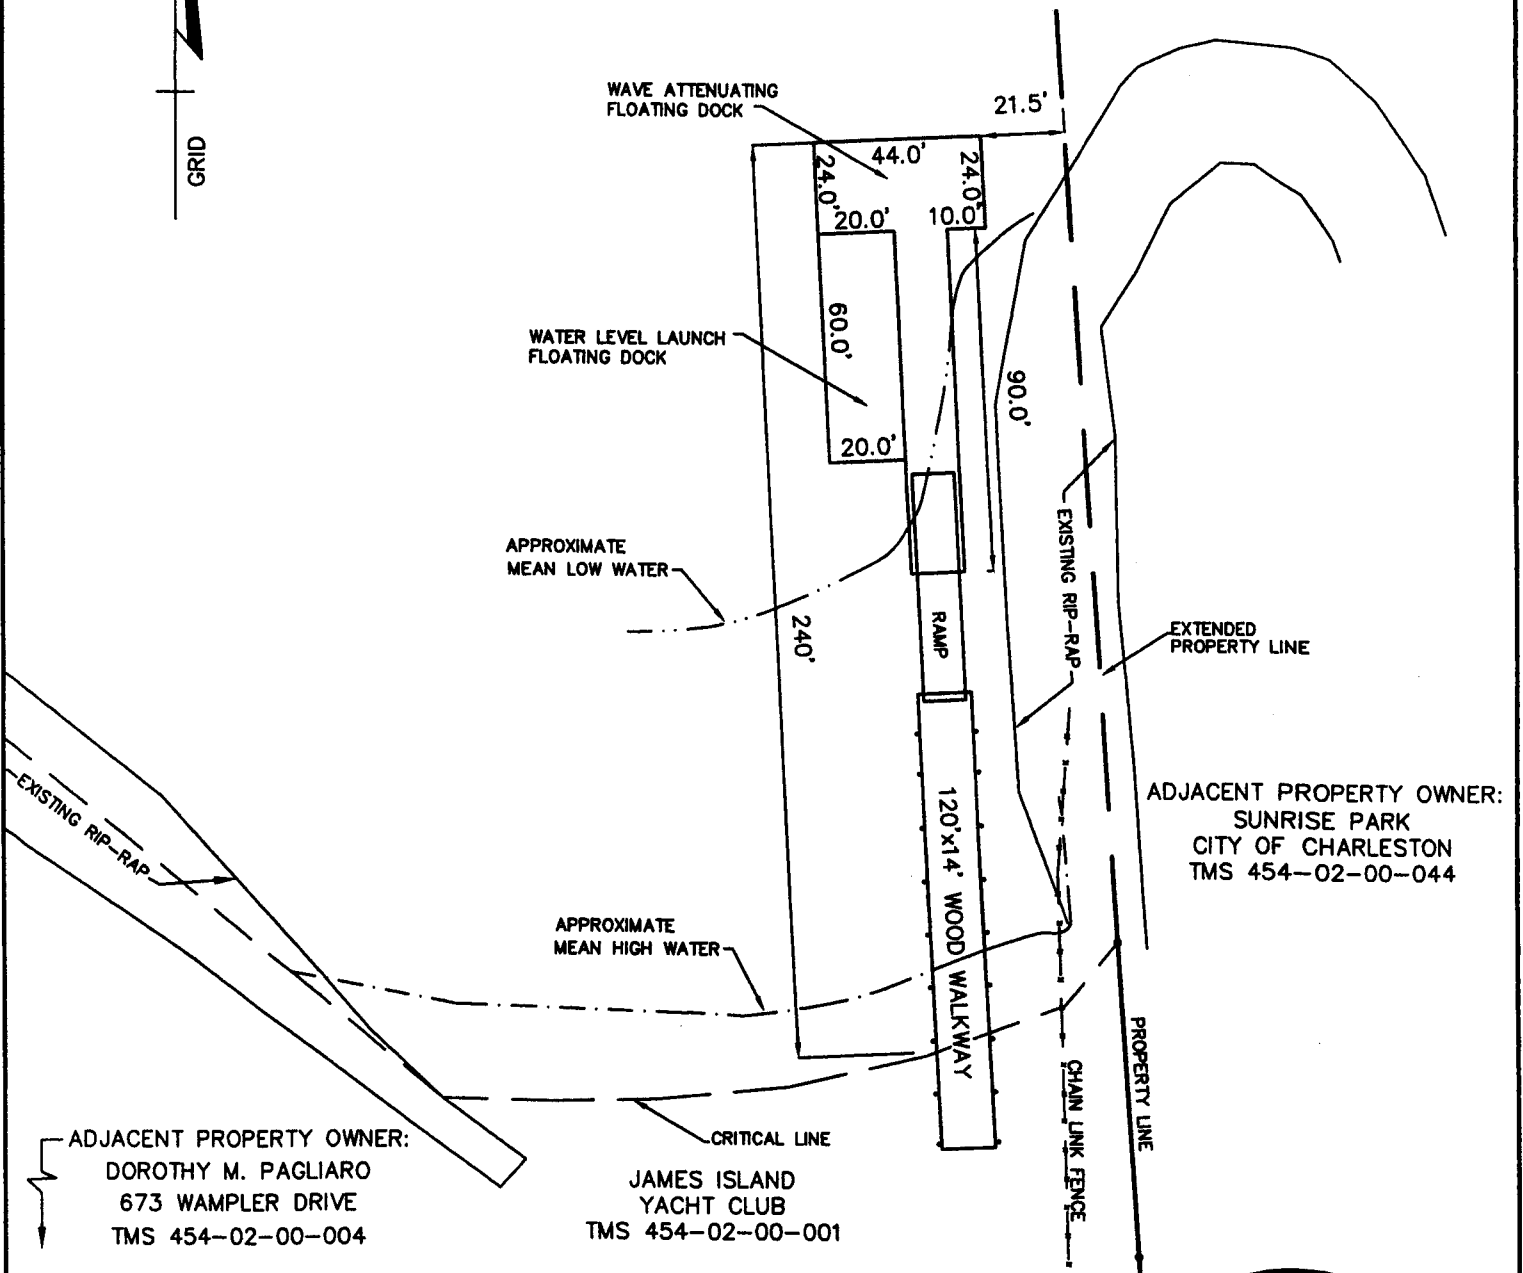 GRID
WAVE ATTENUATING
FLOATING DOCK
21.5'
44.0'
24.0'
24.0'
20.0'
10.0'
WATER LEVEL LAUNCH
FLOATING DOCK
60.0'
90.0'
20.0'
APPROXIMATE
MEAN LOW WATER
EXISTING RIP-RAP
RAMP
240'
EXTENDED
PROPERTY LINE
EXISTING RIP-RAP
120'x14' WOOD WALKWAY
ADJACENT PROPERTY OWNER:
SUNRISE PARK
CITY OF CHARLESTON
TMS 454-02-00-044
APPROXIMATE
MEAN HIGH WATER
PROPERTY LINE
CHAIN LINK FENCE
CRITICAL LINE
ADJACENT PROPERTY OWNER:
DOROTHY M. PAGLIARO
673 WAMPLER DRIVE
TMS 454-02-00-004
JAMES ISLAND
YACHT CLUB
TMS 454-02-00-001